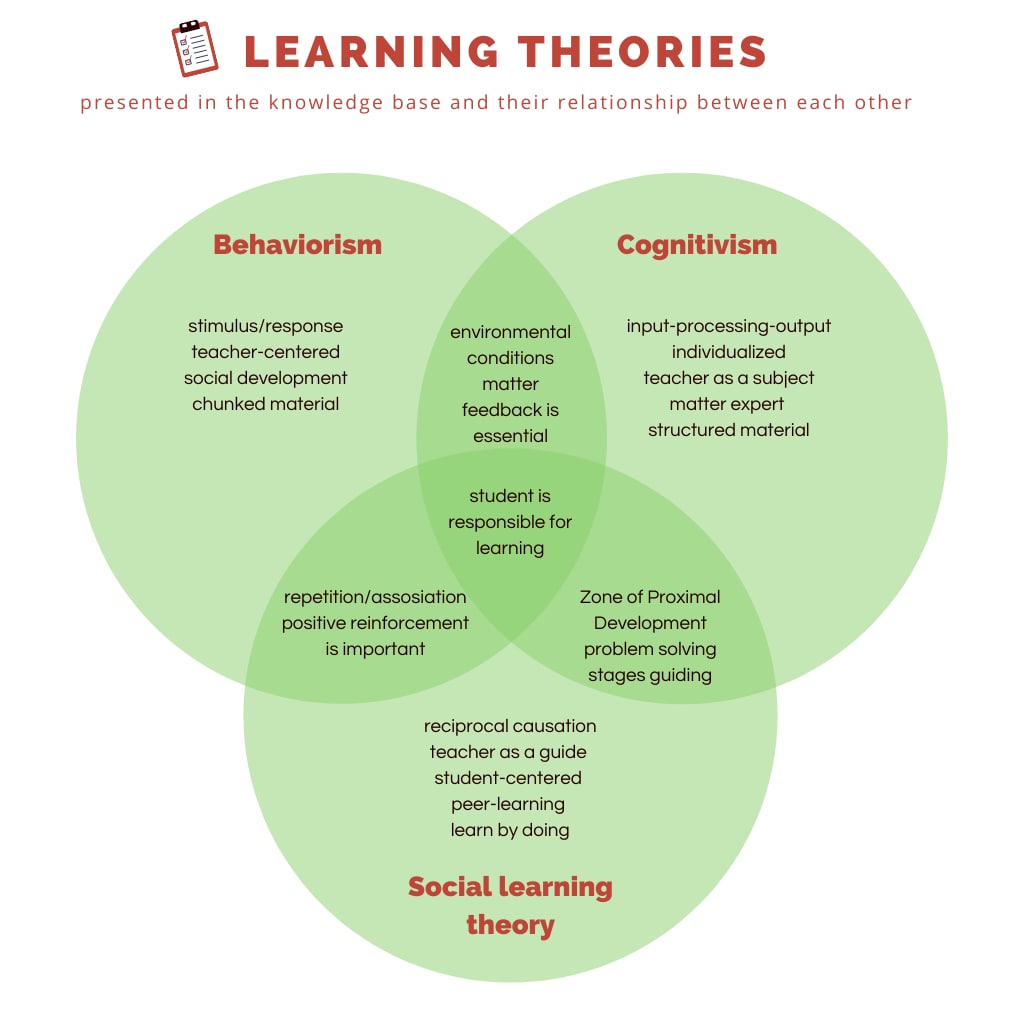 LEARNING THEORIES
presented in the knowledge base and their relationship between each other
Behaviorism
stimulus/response
teacher-centered
social development
chunked material
environmental
conditions
matter
feedback is
essential
Cognitivism
input-processing-output
individualized
teacher as a subject
matter expert
structured material
student is
responsible for
learning
repetition/assosiation
positive reinforcement
is important
Zone of Proximal
Development
problem solving
stages guiding
reciprocal causation
teacher as a guide
student-centered
peer-learning
learn by doing
Social learning
theory